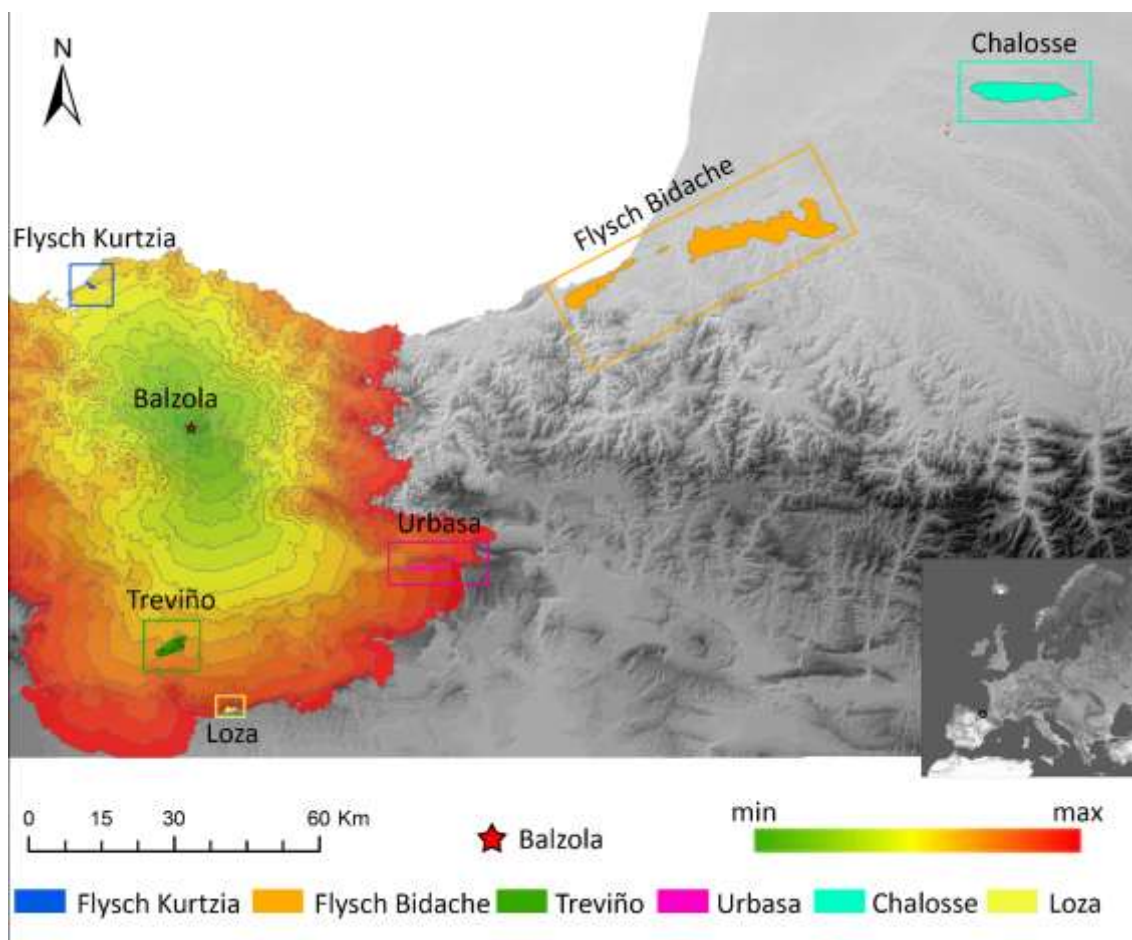 N
Chalosse
Flysch Bidache
Flysch Kurtzia
Balzola
Urbasa
Treviño
Loza
0 15 30 60 Km
Balzola
min max
Flysch Kurtzia Flysch Bidache Treviño Urbasa Chalosse Loza